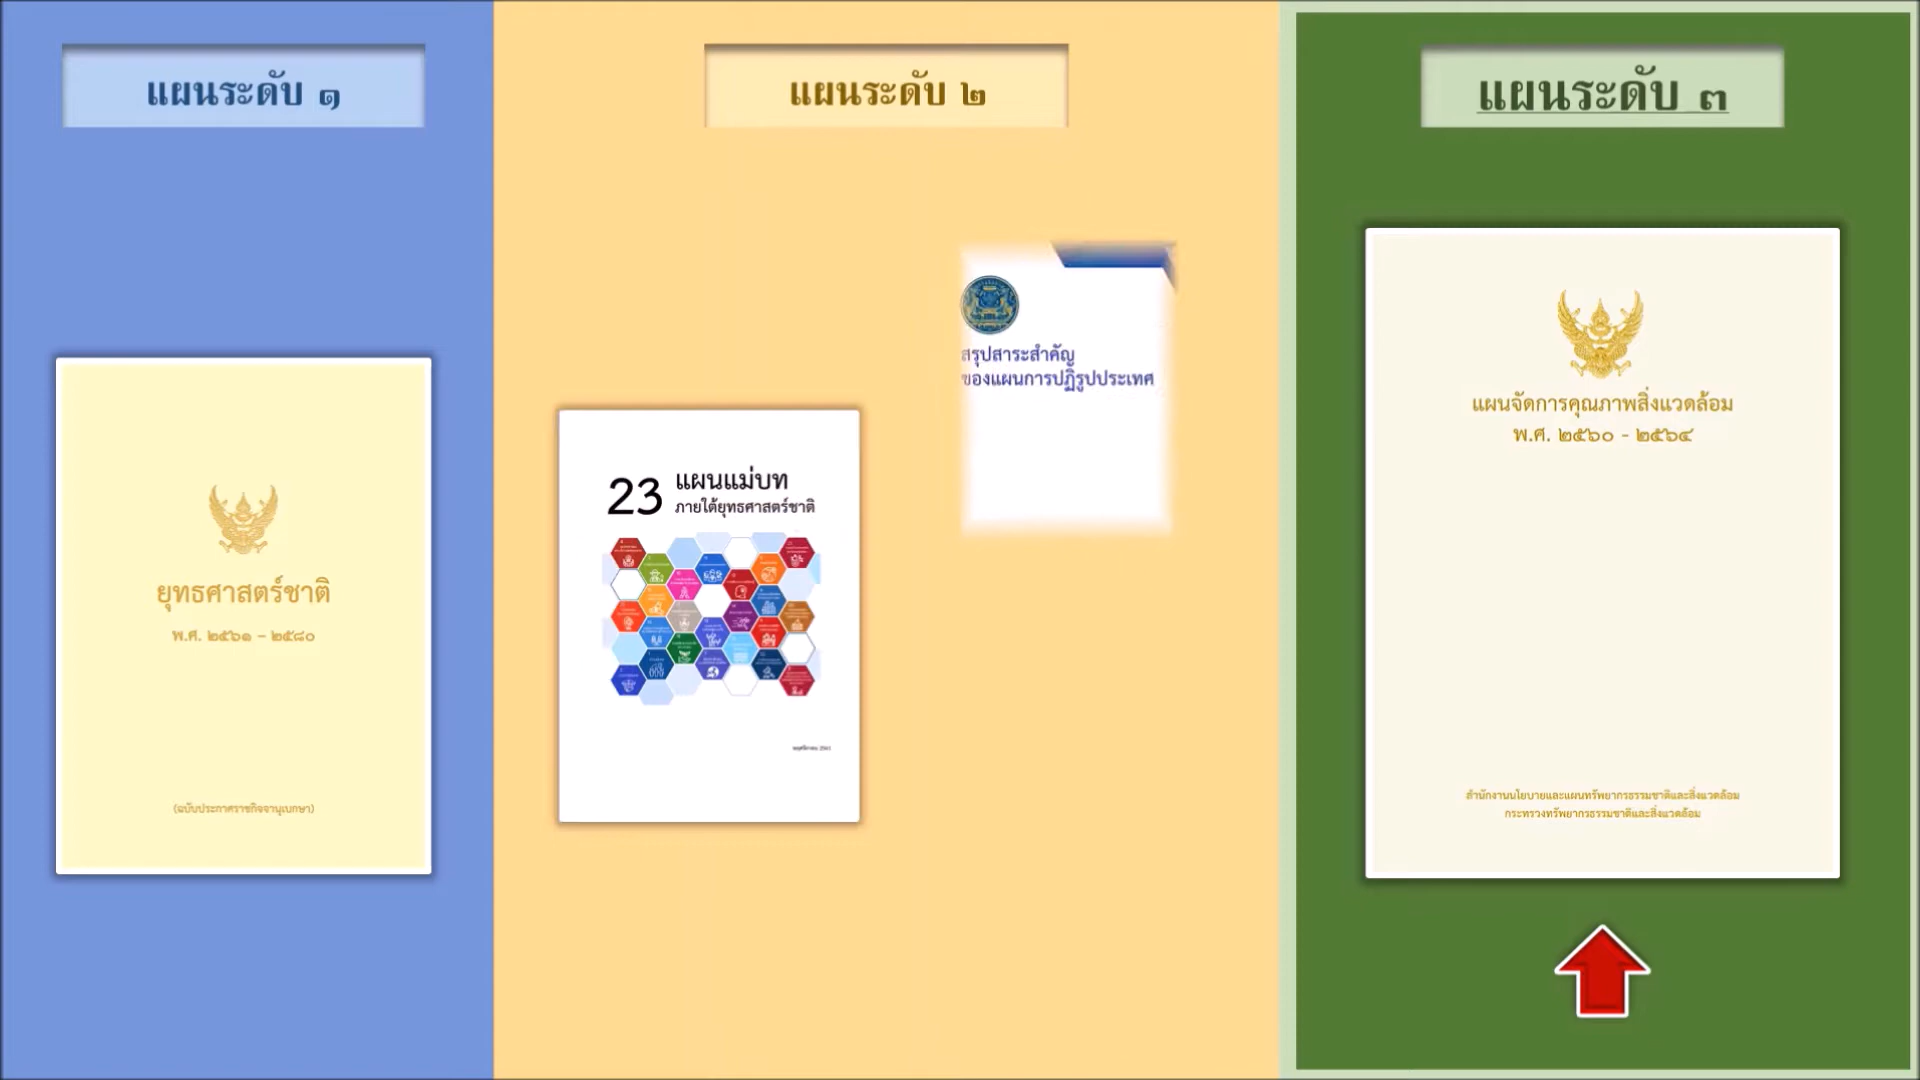 แผนระดับ ๑
ยุทธศาสตร์ชาติ
พ.ศ. ๒๕๖๑ – ๒๕๘๐
(ฉบับประกาศราชกิจจานุเบกษา)
แผนระดับ ๒
23 แผนแม่บท
ภายใต้ยุทธศาสตร์ชาติ
สรุปสาระสำคัญ
ของแผนการปฏิรูปประเทศ
แผนระดับ ๓
แผนจัดการคุณภาพสิ่งแวดล้อม
พ.ศ. ๒๕๖๐ - ๒๕๖๔
สำนักงานนโยบายและแผนทรัพยากรธรรมชาติและสิ่งแวดล้อม
กระทรวงทรัพยากรธรรมชาติและสิ่งแวดล้อม